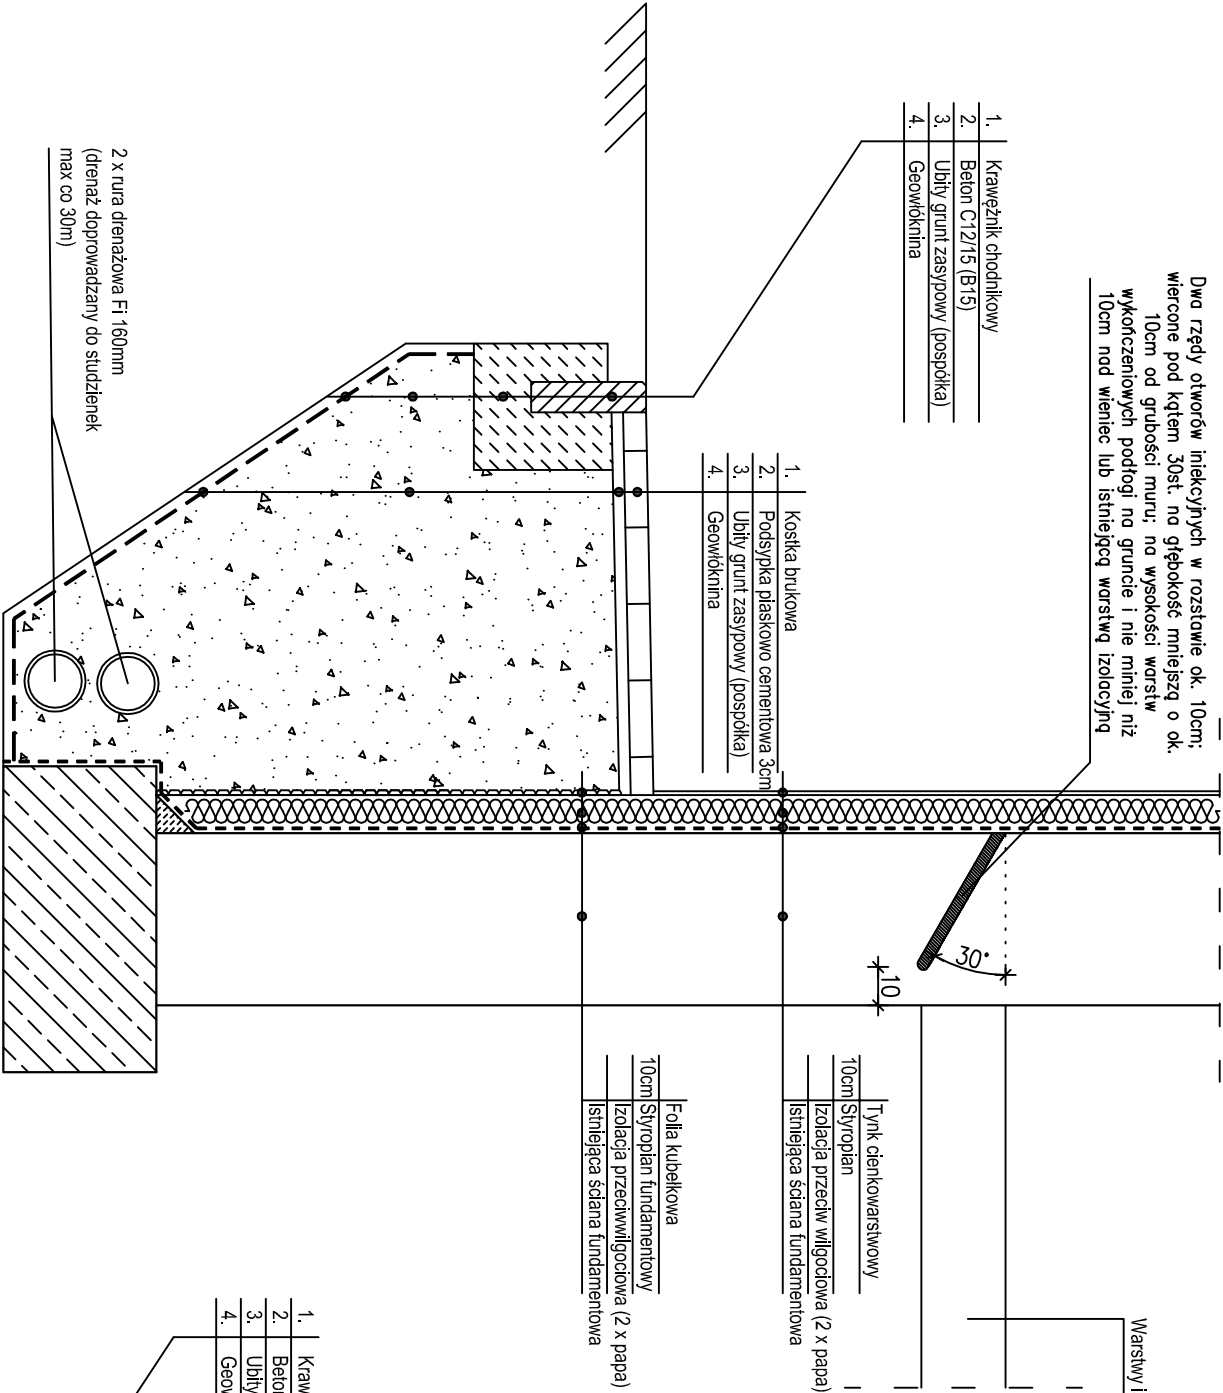 Dwa rzędy otworów iniekcyjnych w rozstawie ok. 10cm;
wiercone pod kątem 30st. na głębokość mniejszą o ok.
10cm od grubości muru; na wysokości warstw
wykończeniowych podłogi na gruncie i nie mniej niż
10cm nad wieniec lub istniejącą warstwą izolacyjną
1. Krawężnik chodnikowy
2. Beton C12/15 (B15)
3. Ubity grunt zasypowy (pospółka)
4. Geowłóknina
1. Kostka brukowa
2. Podsypka piaskowo cementowa 3cm
3. Ubity grunt zasypowy (pospółka)
4. Geowłóknina
2 x rura drenażowa Fi 160mm
(drenaż doprowadzany do studzienek
max co 30m)
30°
10
Warstwy i
Tynk cienkowarstwowy
10cm Styropian
Izolacja przeciw wilgociowa (2 x papa)
Istniejąca ściana fundamentowa
Folia kubełkowa
10cm Styropian fundamentowy
Izolacja przeciwwilgociowa (2 x papa)
Istniejąca ściana fundamentowa
1. Kraw
2. Beto
3. Ubity
4. Geow